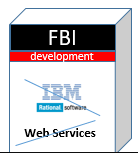 FBI
development
IBM
Rational software
Web Services